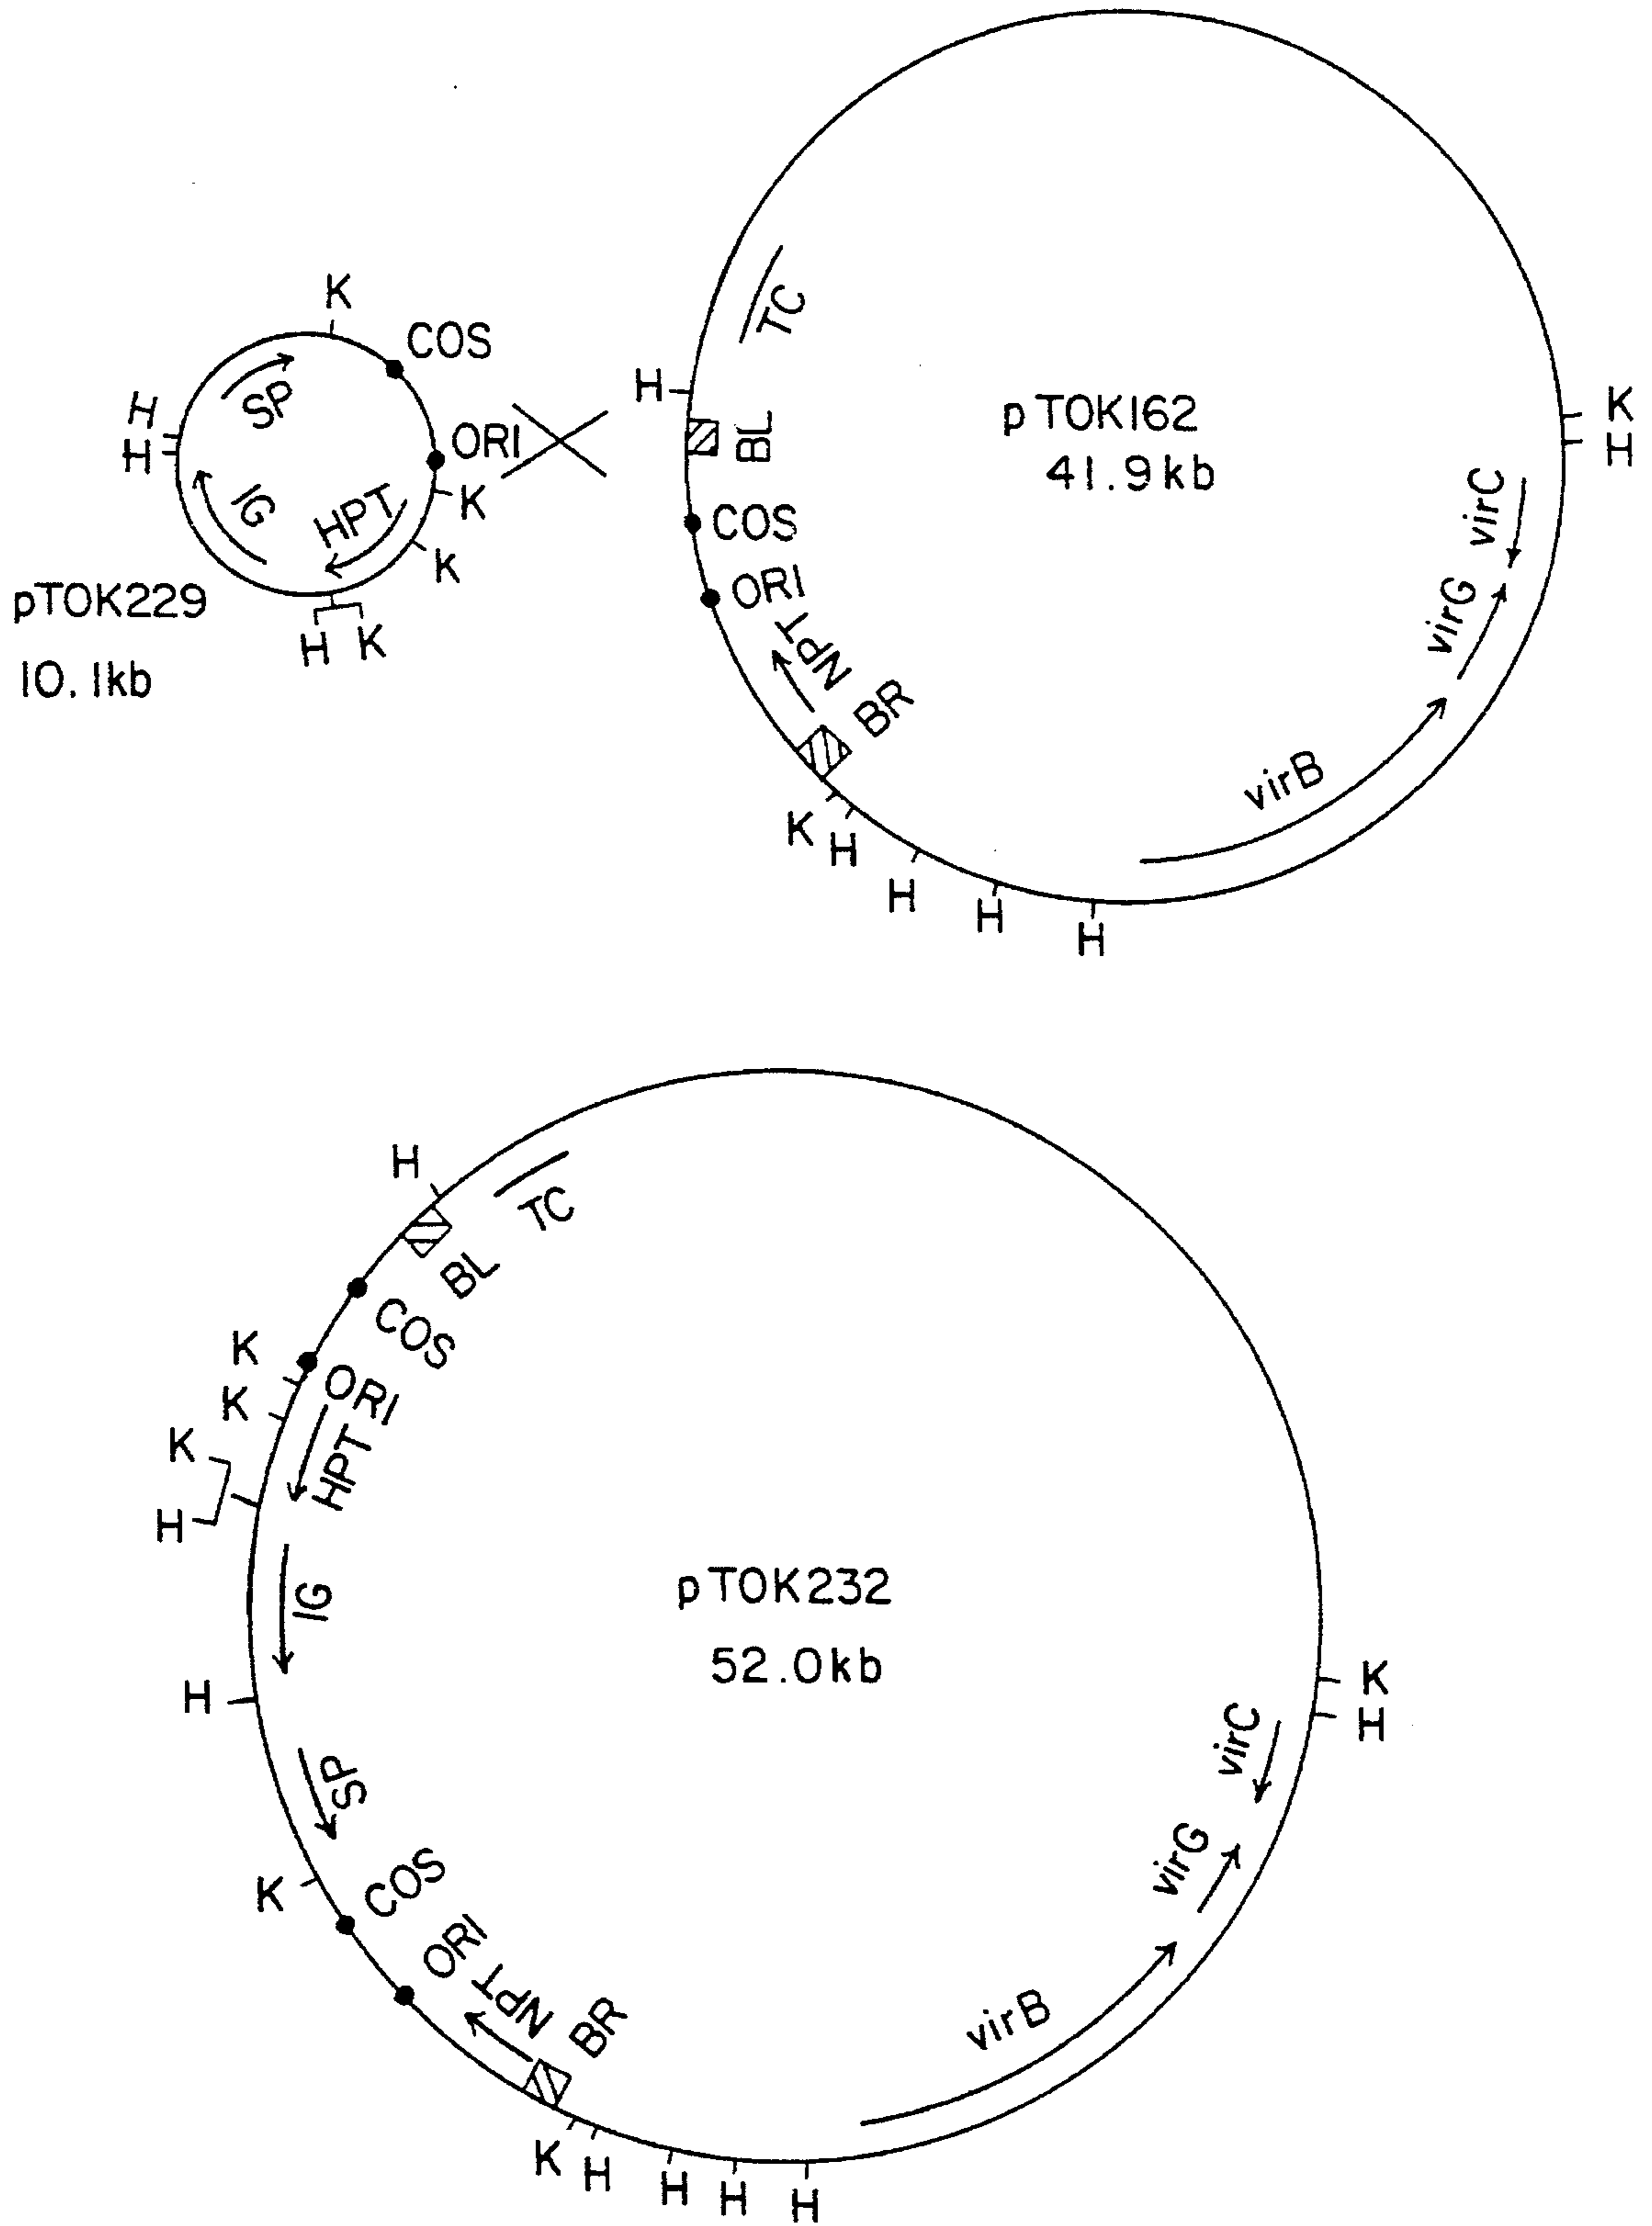 K
COS
SP
H
H
ORI
IG
HPT
K
K
H K
pTOK229
10.1kb
TC
H
BL
pTOK162
41.9kb
COS
ORI
NPT
BR
K
H
virC
virG
virB
K
H
H
H
H
H
TC
BL
COS
K
ORI
K
HPT
K
H
IG
pTOK232
52.0kb
H
K
H
virC
SP
virG
K
COS
ORI
NPT
BR
virB
K
H
H
H
H